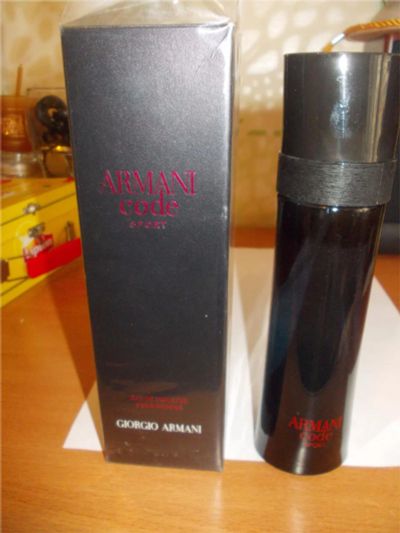 ARMANI
code
SPORT
GIORGIO ARMANI
ARMANI
code
SPORT